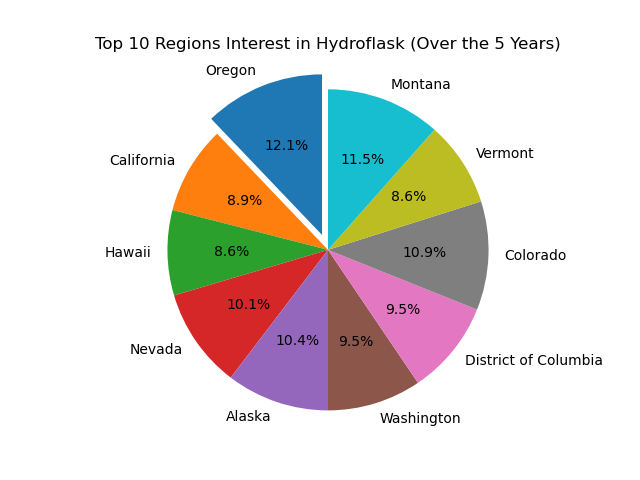 Top 10 Regions Interest in Hydroflask (Over the 5 Years)
Oregon
12.1%
California
8.9%
Hawaii
8.6%
Nevada
10.1%
Alaska
10.4%
Washington
9.5%
District of Columbia
9.5%
Colorado
10.9%
Vermont
8.6%
Montana
11.5%